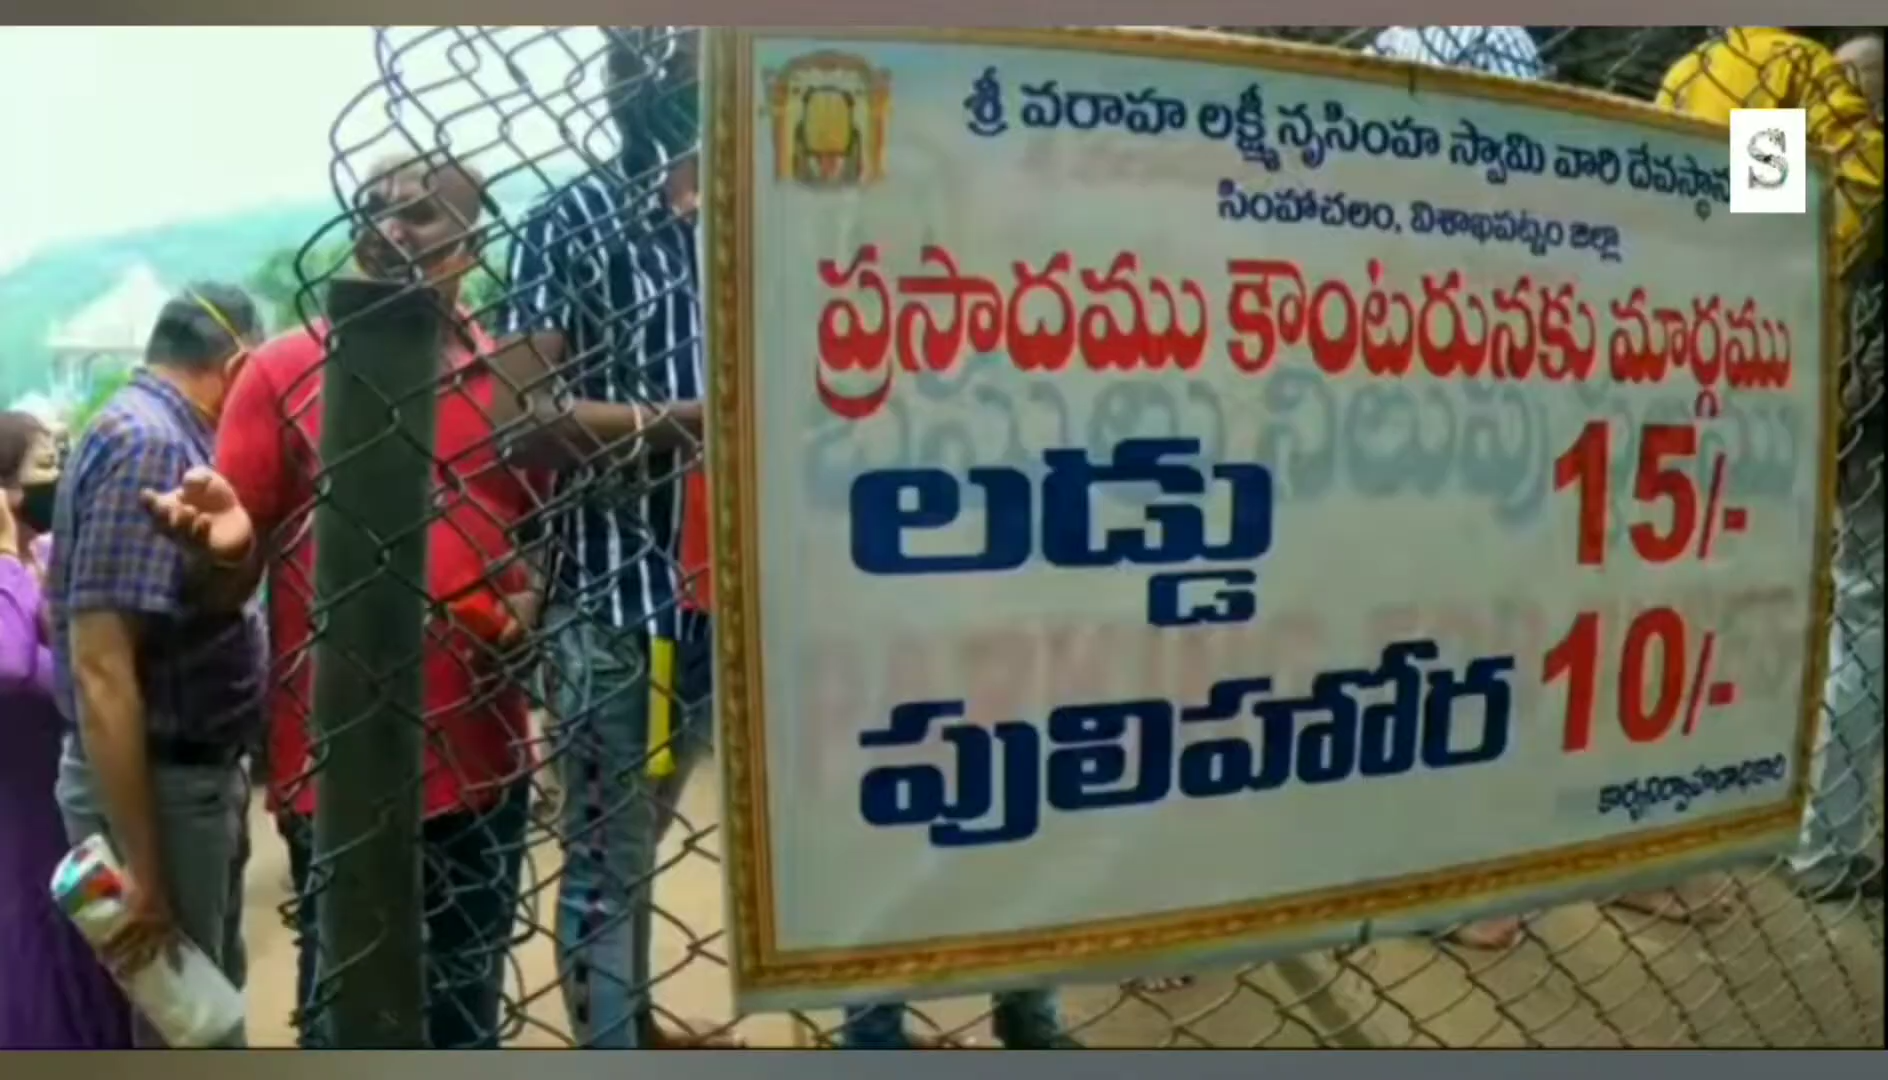 శ్రీ వరాహ లక్ష్మీ నృసింహ స్వామి వారి దేవస్థాన
సింహాచలం, విశాఖపట్నం జిల్లా
ప్రసాదము కౌంటరునకు మార్గము
లడ్డు 15/-
పులిహోర 10/-
కార్యనిర్వాహణాధికారి
S